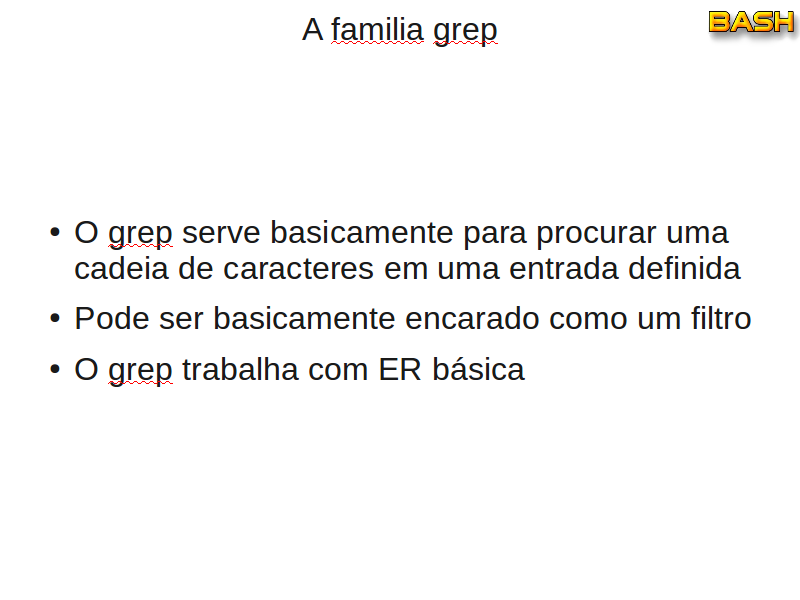 A familia grep
BASH
• O grep serve basicamente para procurar uma
cadeia de caracteres em uma entrada definida
• Pode ser basicamente encarado como um filtro
• O grep trabalha com ER básica